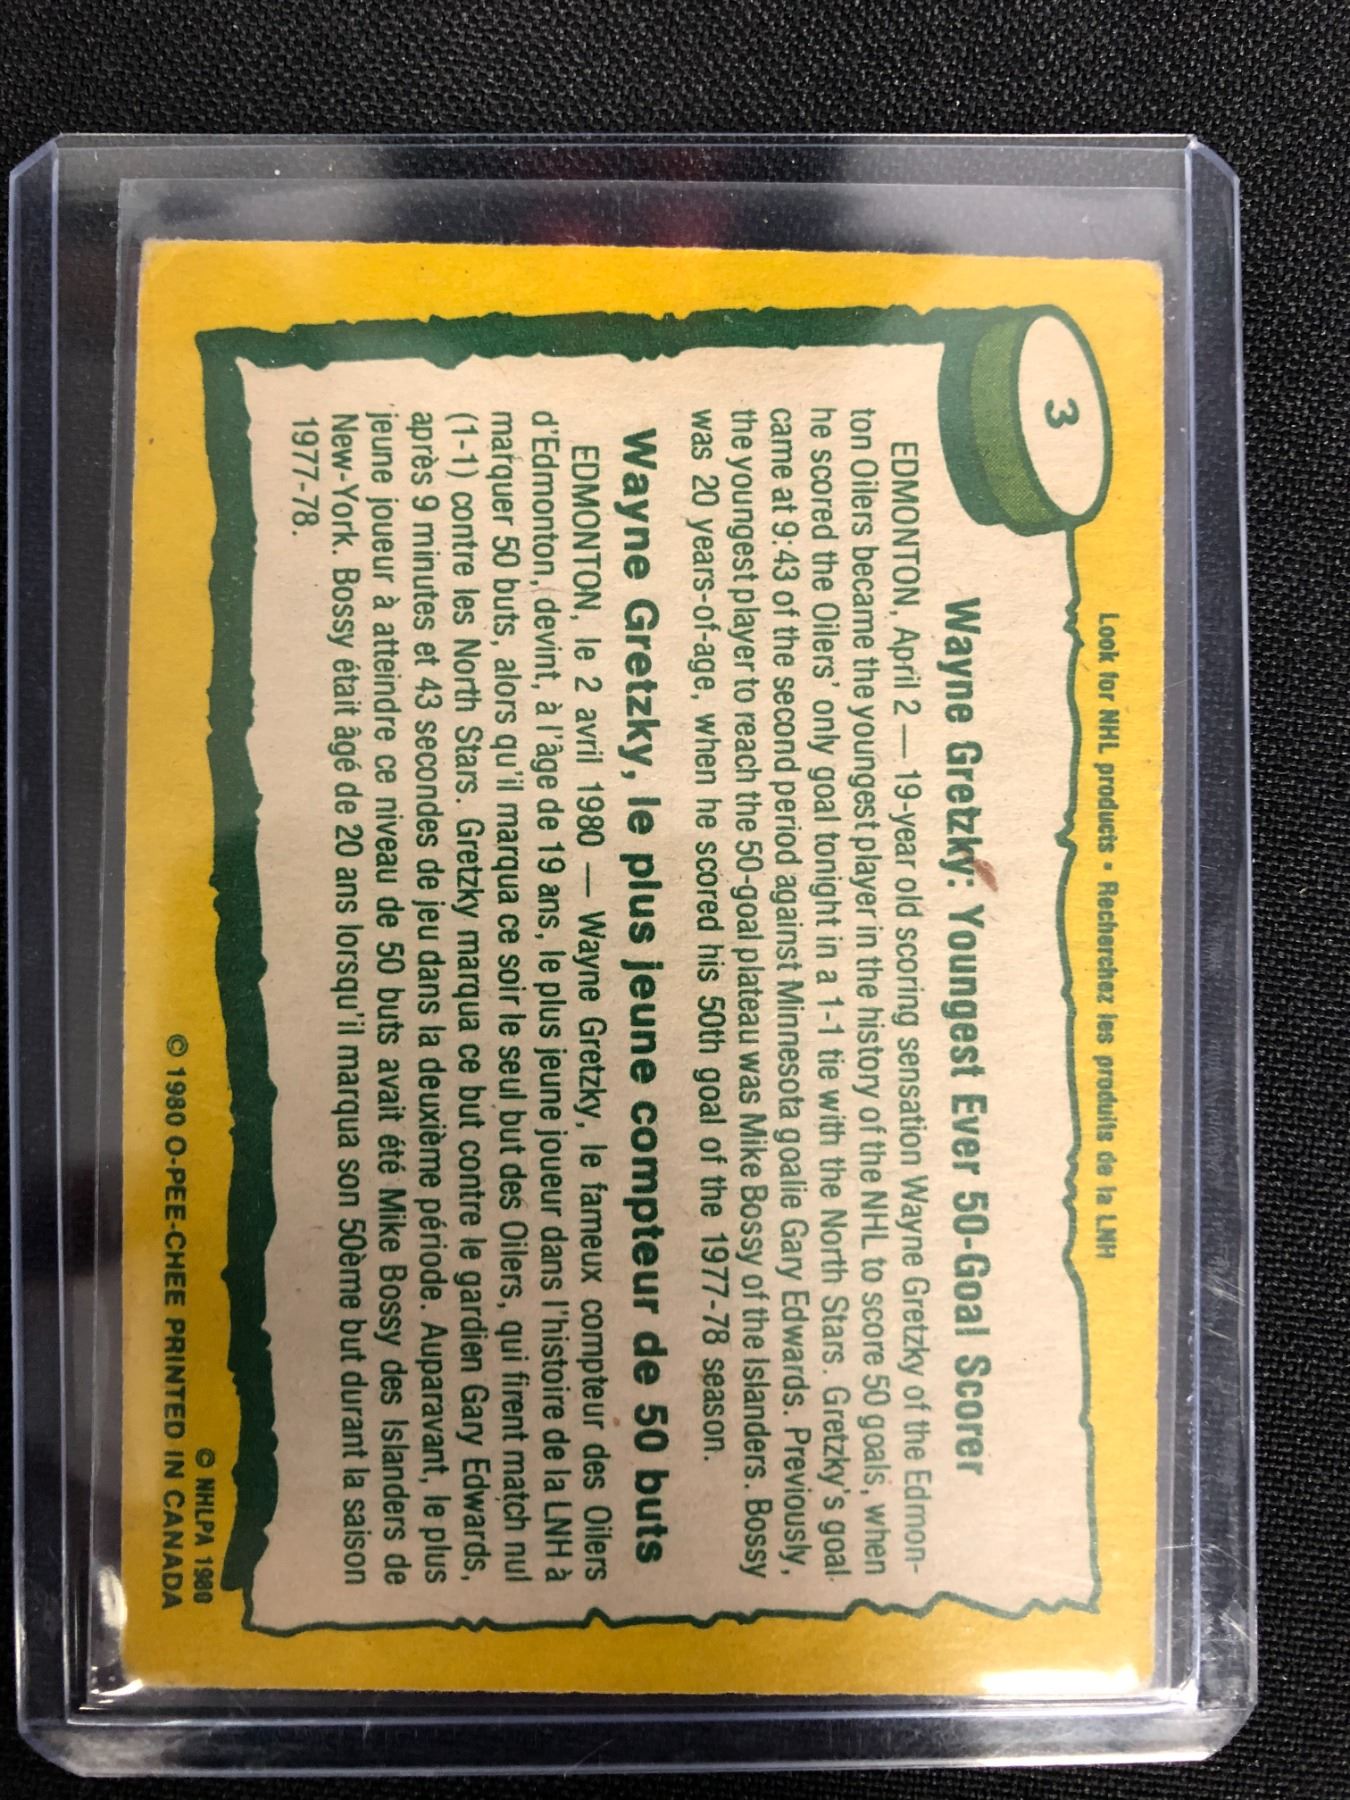 Look for NHL products • Recherchez les produits de la LNH
3
Wayne Gretzky: Youngest Ever 50-Goal Scorer
EDMONTON, April 2 — 19-year old scoring sensation Wayne Gretzky of the Edmon-
ton Oilers became the youngest player in the history of the NHL to score 50 goals, when
he scored the Oilers' only goal tonight in a 1-1 tie with the North Stars. Gretzky's goal
came at 9:43 of the second period against Minnesota goalie Gary Edwards. Previously,
the youngest player to reach the 50-goal plateau was Mike Bossy of the Islanders. Bossy
was 20 years-of-age, when he scored his 50th goal of the 1977-78 season.
Wayne Gretzky, le plus jeune compteur de 50 buts
EDMONTON, le 2 avril 1980 — Wayne Gretzky, le fameux compteur des Oilers
d'Edmonton, devint, à l'âge de 19 ans, le plus jeune joueur dans l'histoire de la LNH à
marquer 50 buts, alors qu'il marqua ce soir le seul but des Oilers, qui firent match nul
(1-1) contre les North Stars. Gretzky marqua ce but contre le gardien Gary Edwards,
après 9 minutes et 43 secondes de jeu dans la deuxième période. Auparavant, le plus
jeune joueur à atteindre ce niveau de 50 buts avait été Mike Bossy des Islanders de
New-York. Bossy était âgé de 20 ans lorsqu'il marqua son 50ème but durant la saison
1977-78.
© NHLPA 1980
© 1980 O-PEE-CHEE PRINTED IN CANADA